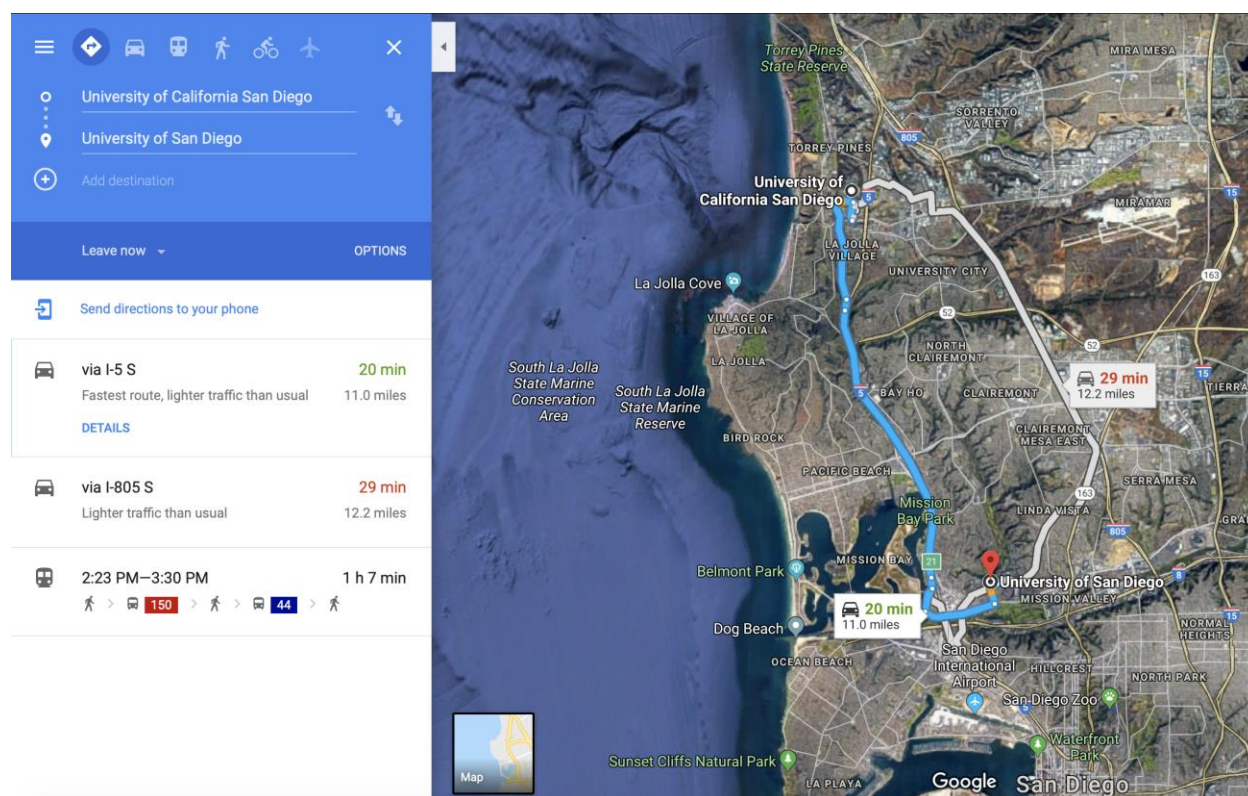 University of California San Diego
University of San Diego
Add destination
Leave now
OPTIONS
Send directions to your phone
via I-5 S 20 min
Fastest route, lighter traffic than usual 11.0 miles
DETAILS
via I-805 S 29 min
Lighter traffic than usual 12.2 miles
2:23 PM–3:30 PM 1 h 7 min
150 44
Map
Torrey Pines
State Reserve
MIRA MESA
SORRENTO
VALLEY
805
TORREY PINES
University of
California San Diego
5
15
MIRAMAR
LA JOLLA
VILLAGE
UNIVERSITY CITY
163
La Jolla Cove
VILLAGE OF
LA JOLLA
52
NORTH
CLAIREMONT
52
LA JOLLA
South La Jolla
State Marine
Conservation
Area
South La Jolla
State Marine
Reserve
5
BAY HO
CLAIREMONT
29 min
12.2 miles
15
TIERRA
BIRD ROCK
CLAIREMONT
MESA EAST
PACIFIC BEACH
SERRA MESA
Mission
Bay Park
163
LINDA VISTA
805
GRA
Belmont Park
MISSION BAY
21
University of San Diego
8
MISSION VALLEY
20 min
11.0 miles
Dog Beach
15
NORMAL
HEIGHTS
OCEAN BEACH
San Diego
International
Airport
HILLCREST
NORTH PARK
San Diego Zoo
5
Waterfront
Park
Sunset Cliffs Natural Park
LA PLAYA
Google
San Diego